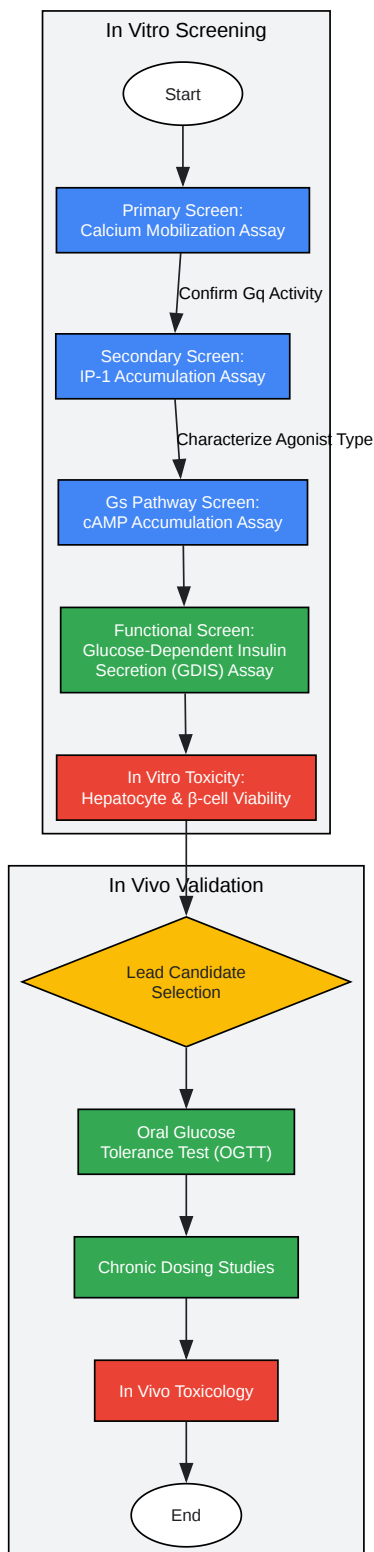 In Vitro Screening
Start
Primary Screen:
Calcium Mobilization Assay
Confirm Gq Activity
Secondary Screen:
IP-1 Accumulation Assay
Characterize Agonist Type
Gs Pathway Screen:
cAMP Accumulation Assay
Functional Screen:
Glucose-Dependent Insulin
Secretion (GDIS) Assay
In Vitro Toxicity:
Hepatocyte & β-cell Viability
In Vivo Validation
Lead Candidate
Selection
Oral Glucose
Tolerance Test (OGTT)
Chronic Dosing Studies
In Vivo Toxicology
End